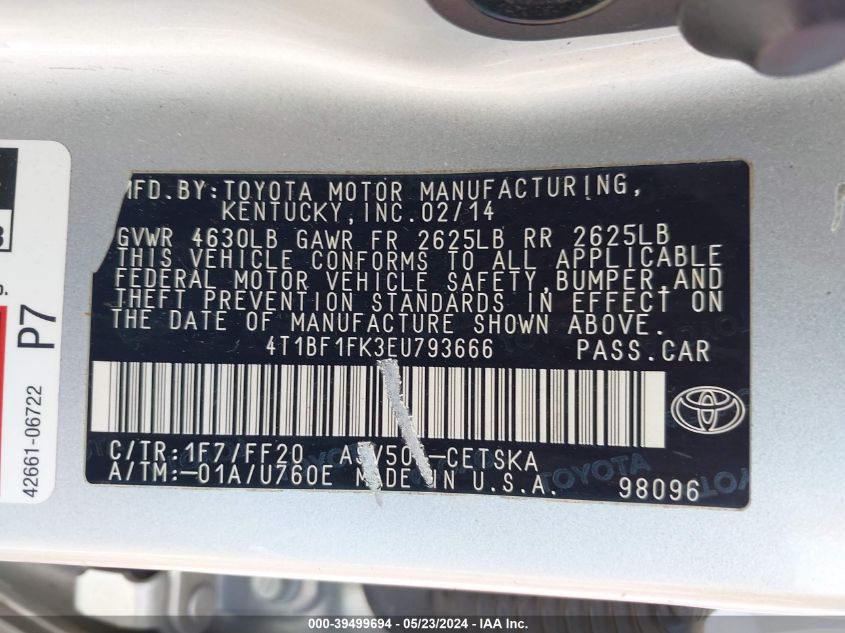 MFD.BY:TOYOTA MOTOR MANUFACTURING,
KENTUCKY,INC.02/14
GVWR 4630LB GAWR FR 2625LB RR 2625LB
THIS VEHICLE CONFORMS TO ALL APPLICABLE
FEDERAL MOTOR VEHICLE SAFETY,BUMPER,AND
THEFT PREVENTION STANDARDS IN EFFECT ON
THE DATE OF MANUFACTURE SHOWN ABOVE.
4T1BF1FK3EU793666 PASS.CAR
C/TR:1F7/FF20 ASV50 -CETSKA
A/TM:-01A/U760E MADE IN U.S.A. 98096
P7
42661-06722
000-39499694 / 05/23/2024 / IAA Inc.